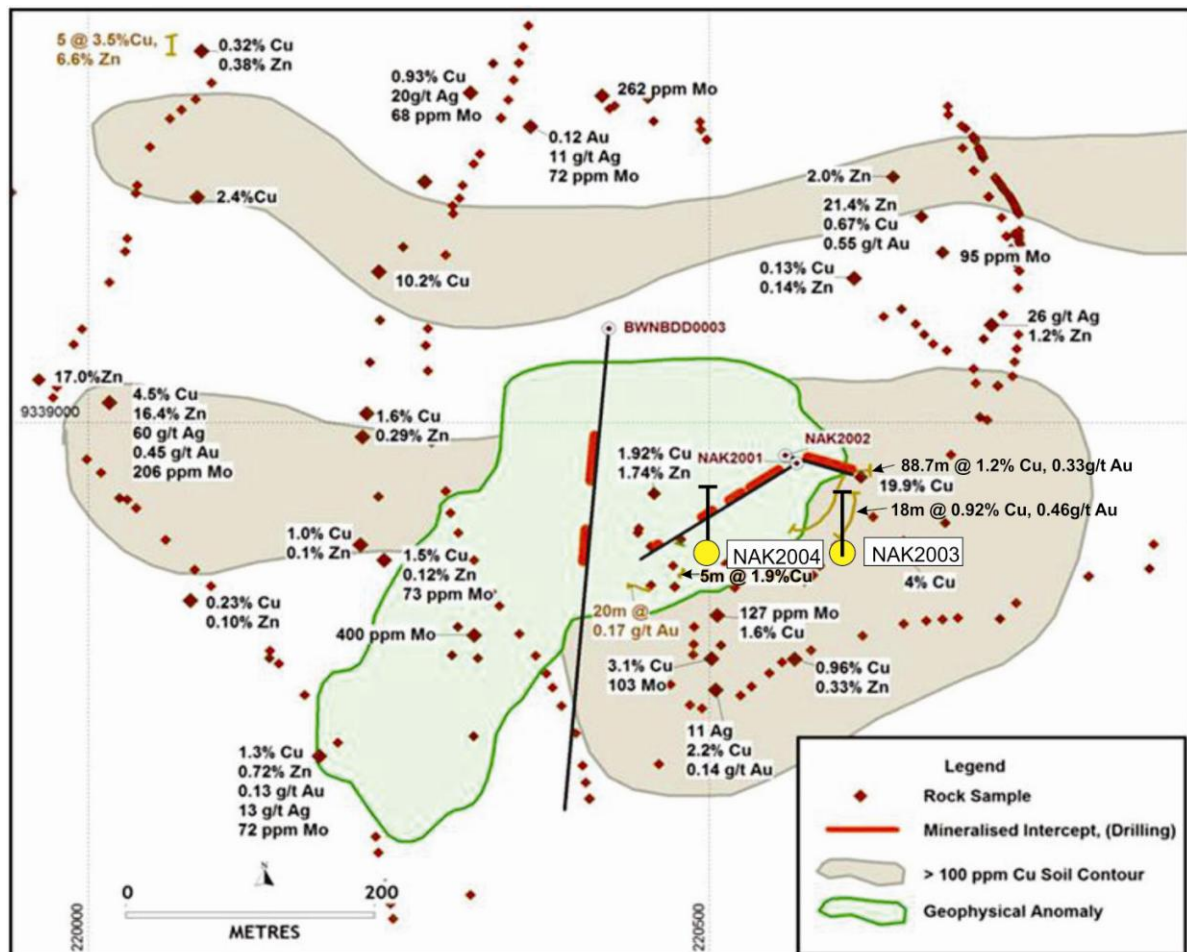 5 @ 3.5%Cu,
6.6% Zn
0.32% Cu
0.38% Zn
0.93% Cu
20g/t Ag
68 ppm Mo
262 ppm Mo
0.12 Au
11 g/t Ag
72 ppm Mo
2.4%Cu
2.0% Zn
21.4% Zn
0.67% Cu
0.55 g/t Au
95 ppm Mo
10.2% Cu
0.13% Cu
0.14% Zn
26 g/t Ag
1.2% Zn
BWNBDD0003
17.0%Zn
9339000
4.5% Cu
16.4% Zn
60 g/t Ag
0.45 g/t Au
206 ppm Mo
1.6% Cu
0.29% Zn
1.92% Cu
1.74% Zn
NAK2002
NAK2001
88.7m @ 1.2% Cu, 0.33g/t Au
19.9% Cu
18m @ 0.92% Cu, 0.46g/t Au
1.0% Cu
0.1% Zn
1.5% Cu
0.12% Zn
73 ppm Mo
NAK2004
NAK2003
5m @ 1.9%Cu
4% Cu
0.23% Cu
0.10% Zn
400 ppm Mo
20m @
0.17 g/t Au
127 ppm Mo
1.6% Cu
3.1% Cu
103 Mo
0.96% Cu
0.33% Zn
11 Ag
2.2% Cu
0.14 g/t Au
1.3% Cu
0.72% Zn
0.13 g/t Au
13 g/t Ag
72 ppm Mo
N
0 200
METRES
220000
220500
Legend
Rock Sample
Mineralised Intercept, (Drilling)
> 100 ppm Cu Soil Contour
Geophysical Anomaly